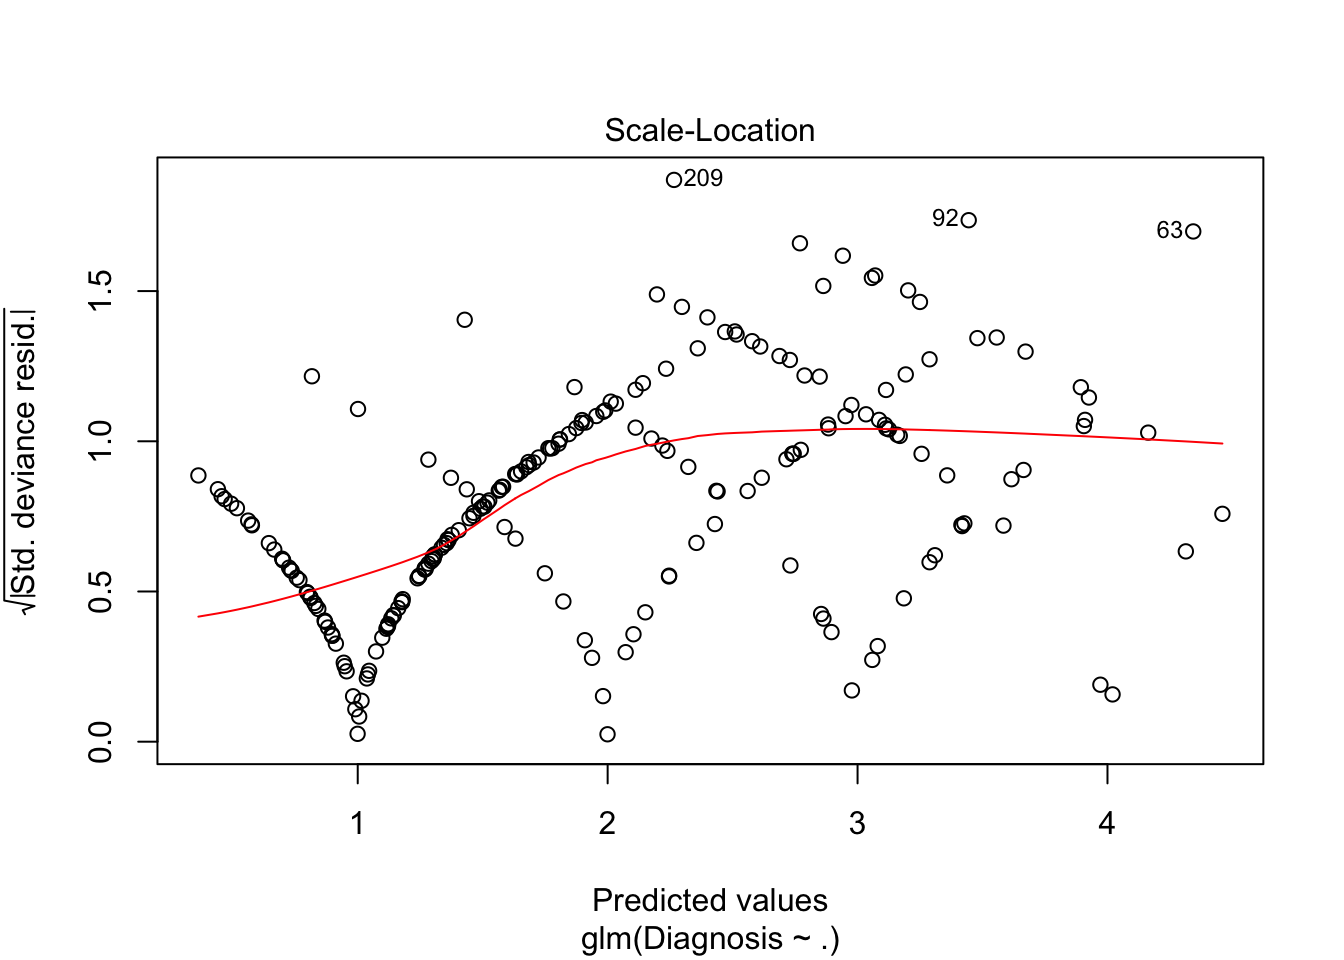 Scale-Location
209
92
63
√|Std. deviance resid.|
1.5
1.0
0.5
0.0
1 2 3 4
Predicted values
glm(Diagnosis ~ .)